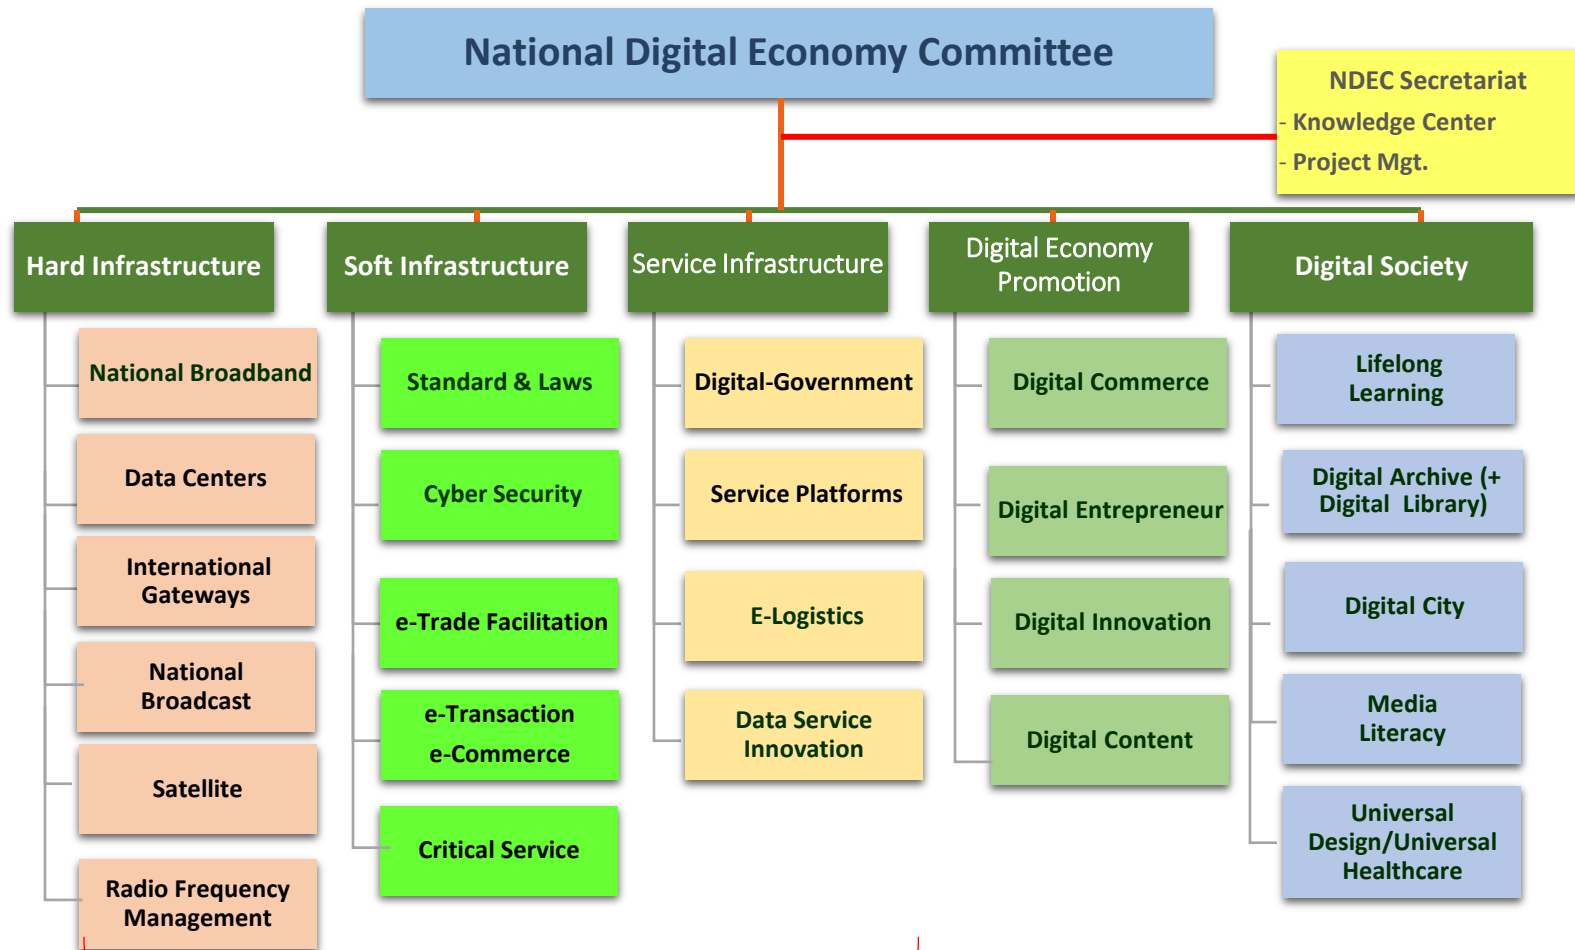 National Digital Economy Committee
NDEC Secretariat
- Knowledge Center
- Project Mgt.
Hard Infrastructure
National Broadband
Data Centers
International
Gateways
National
Broadcast
Satellite
Radio Frequency
Management
Soft Infrastructure
Standard & Laws
Cyber Security
e-Trade Facilitation
e-Transaction
e-Commerce
Critical Service
Service Infrastructure
Digital-Government
Service Platforms
E-Logistics
Data Service
Innovation
Digital Economy
Promotion
Digital Commerce
Digital Entrepreneur
Digital Innovation
Digital Content
Digital Society
Lifelong
Learning
Digital Archive (+
Digital Library)
Digital City
Media
Literacy
Universal
Design/Universal
Healthcare